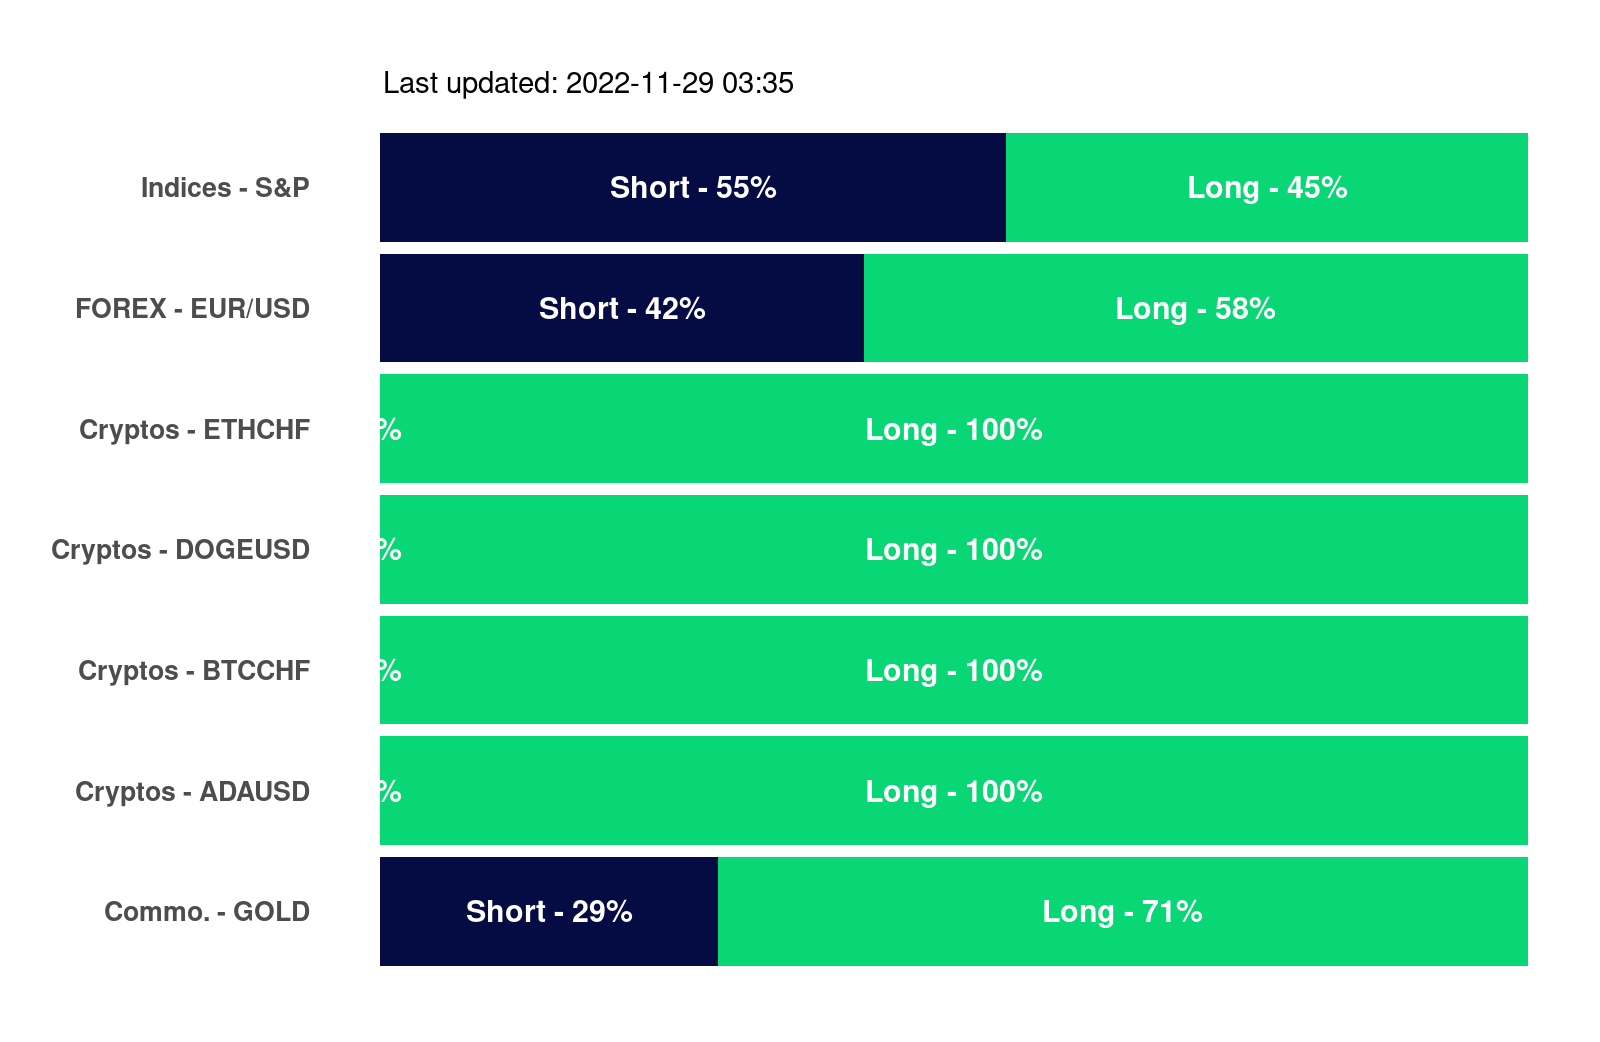 Last updated: 2022-11-29 03:35
Indices - S&P Short - 55% Long - 45%
FOREX - EUR/USD Short - 42% Long - 58%
Cryptos - ETHCHF % Long - 100%
Cryptos - DOGEUSD % Long - 100%
Cryptos - BTCCHF % Long - 100%
Cryptos - ADAUSD % Long - 100%
Commo. - GOLD Short - 29% Long - 71%